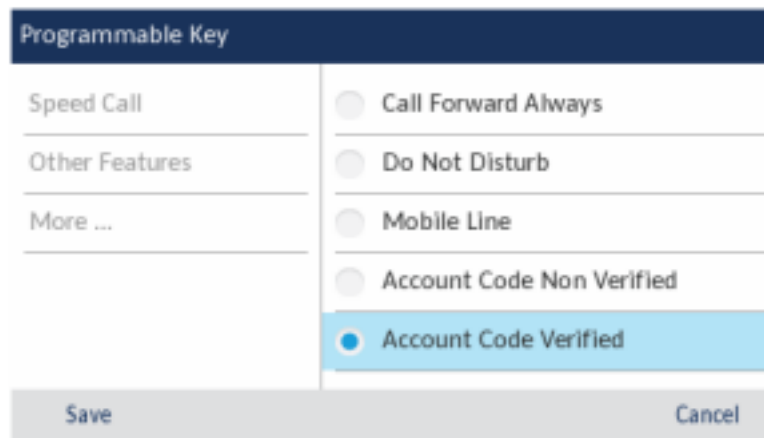 Programmable Key
Speed Call
Other Features
More ...
Call Forward Always
Do Not Disturb
Mobile Line
Account Code Non Verified
Account Code Verified
Save
Cancel